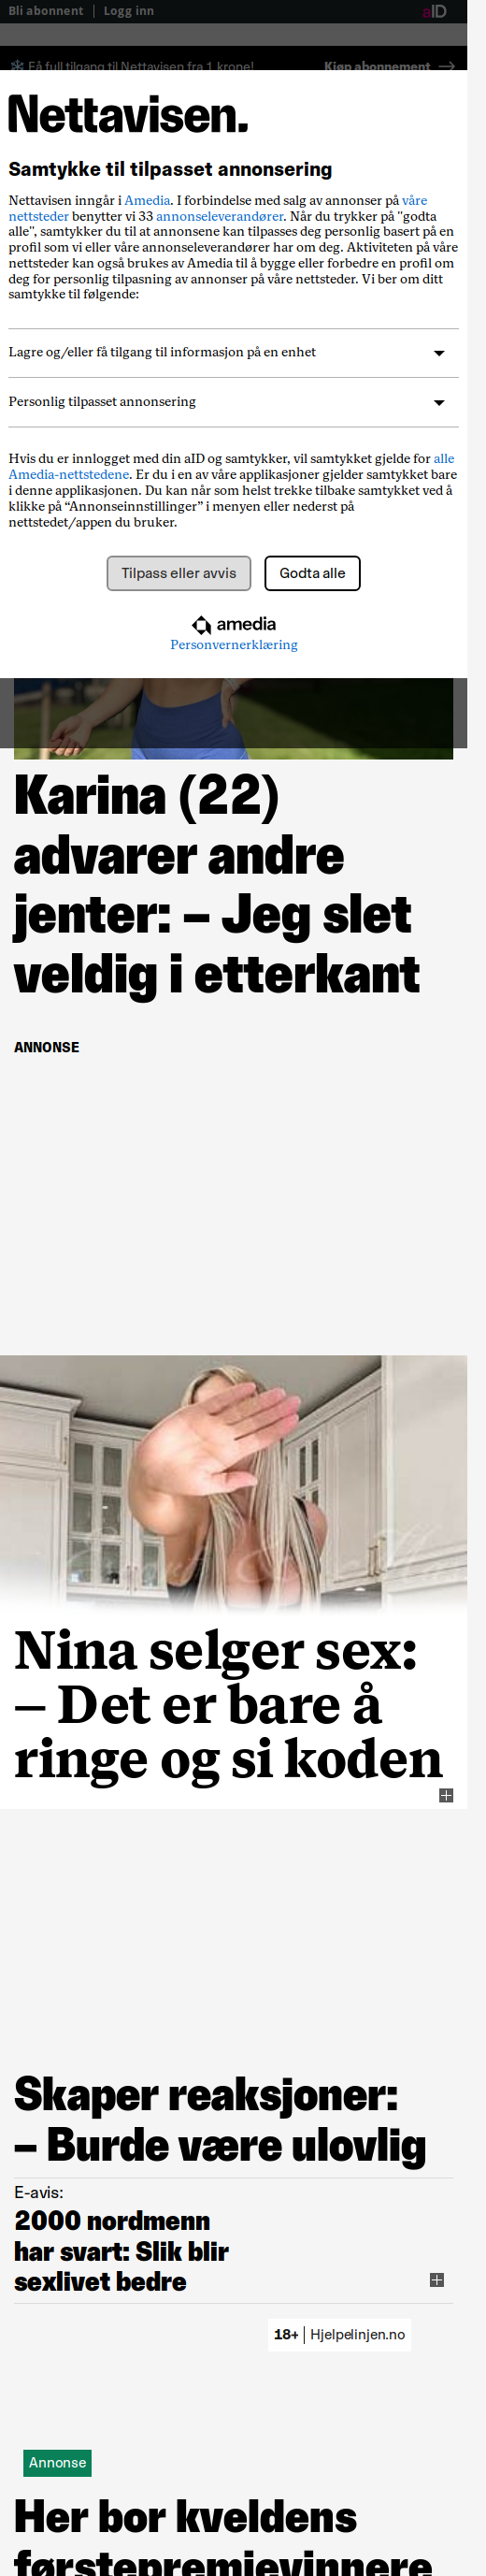 Bli abonnent | Logg inn
aID
Få full tilgang til Nettavisen fra 1 krone!
Kjøp abonnement
Nettavisen.
Samtykke til tilpasset annonsering
Nettavisen inngår i Amedia. I forbindelse med salg av annonser på våre
nettsteder benytter vi 33 annonseleverandører. Når du trykker på "godta
alle", samtykker du til at annonsene kan tilpasses deg personlig basert på en
profil som vi eller våre annonseleverandører har om deg. Aktiviteten på våre
nettsteder kan også brukes av Amedia til å bygge eller forbedre en profil om
deg for personlig tilpasning av annonser på våre nettsteder. Vi ber om ditt
samtykke til følgende:
Lagre og/eller få tilgang til informasjon på en enhet
Personlig tilpasset annonsering
Hvis du er innlogget med din aID og samtykker, vil samtykket gjelde for alle
Amedia-nettstedene. Er du i en av våre applikasjoner gjelder samtykket bare
i denne applikasjonen. Du kan når som helst trekke tilbake samtykket ved å
klikke på “Annonseinnstillinger” i menyen eller nederst på
nettstedet/appen du bruker.
Tilpass eller avvis
Godta alle
amedia
Personvernerklæring
Karina (22)
advarer andre
jenter: – Jeg slet
veldig i etterkant
ANNONSE
Nina selger sex:
– Det er bare å
ringe og si koden
Skaper reaksjoner:
– Burde være ulovlig
E-avis:
2000 nordmenn
har svart: Slik blir
sexlivet bedre
18+ | Hjelpelinjen.no
Annonse
Her bor kveldens
førstepremievinnere